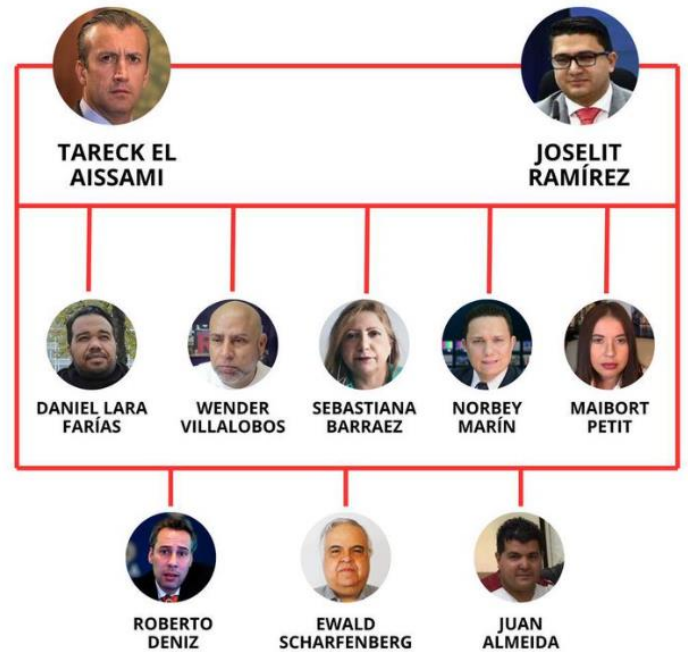 TARECK EL
AISSAMI
JOSELIT
RAMÍREZ
DANIEL LARA
FARÍAS
WENDER
VILLALOBOS
SEBASTIANA
BARRAEZ
NORBEY
MARÍN
MAIBORT
PETIT
ROBERTO
DENIZ
EWALD
SCHARFENBERG
JUAN
ALMEIDA